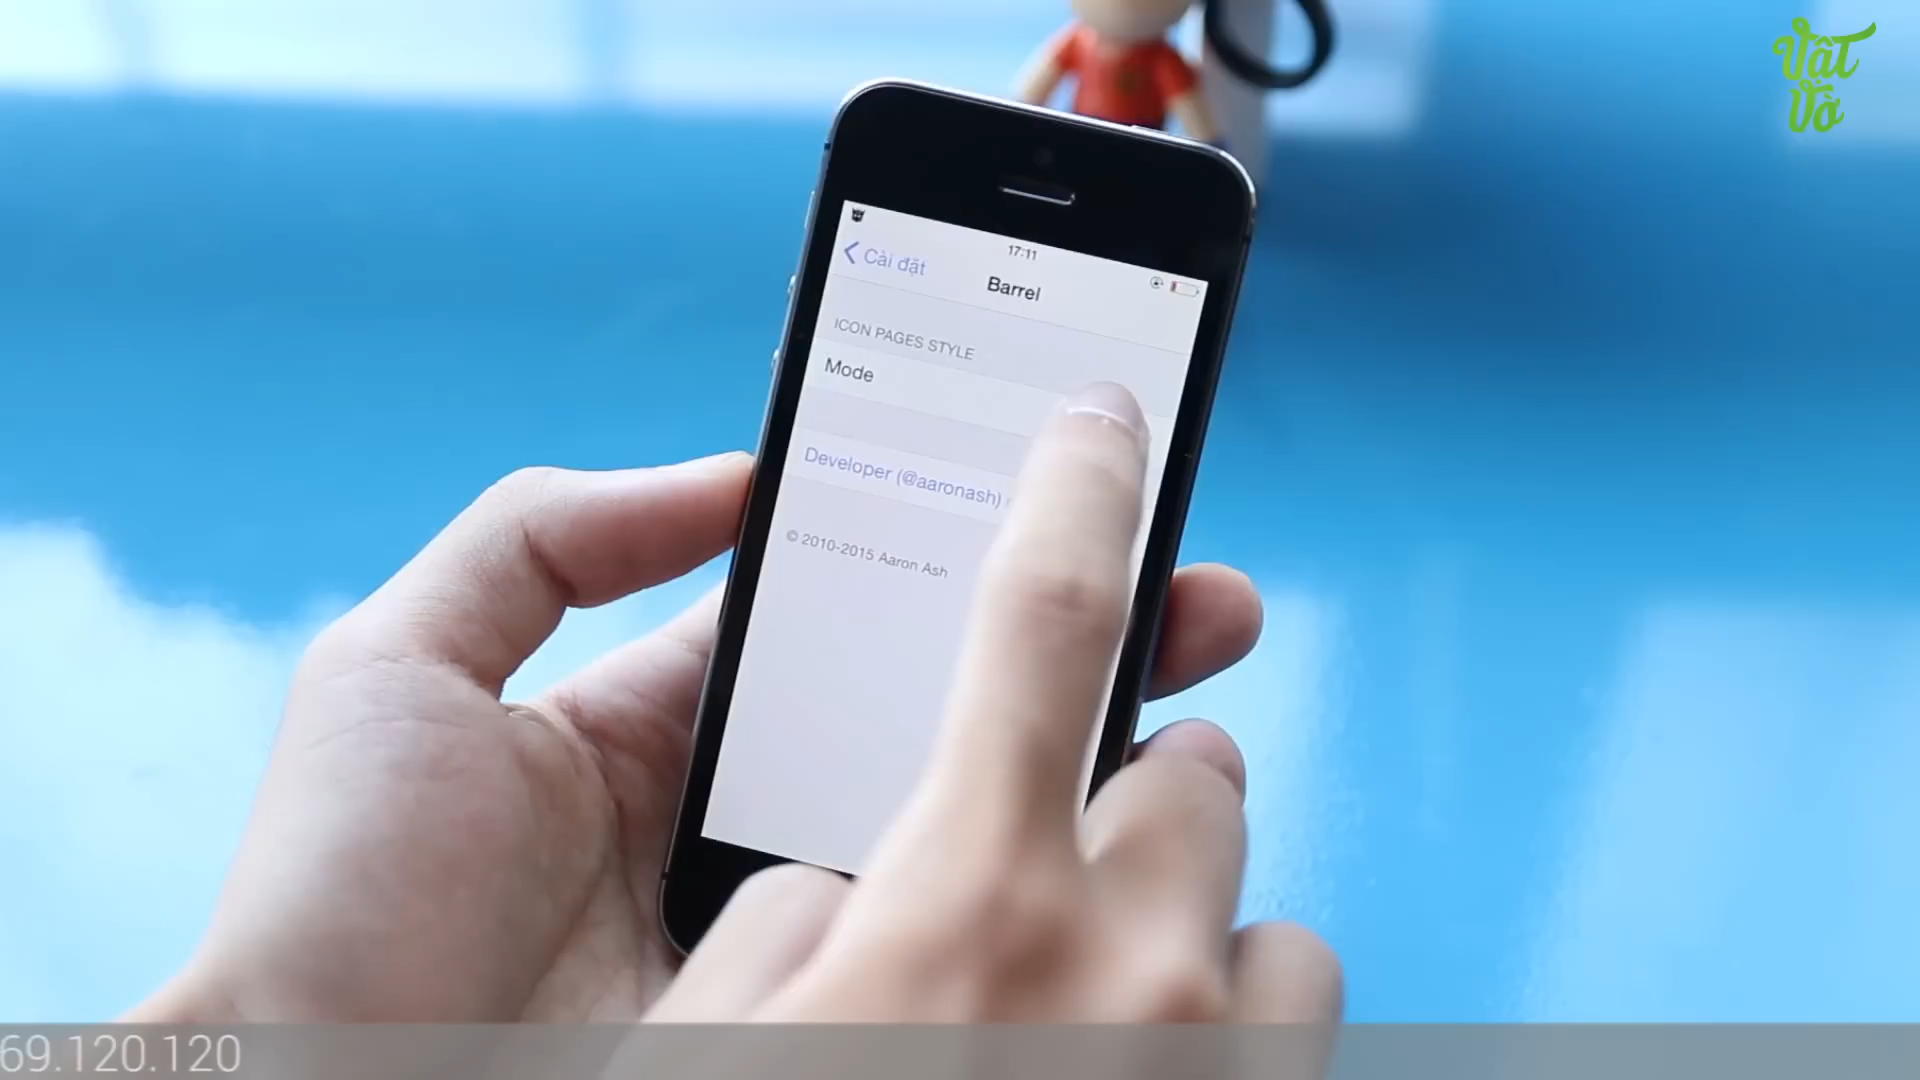 Vật
Vờ
17:11
Cài đặt
Barrel
ICON PAGES STYLE
Mode
Developer (@aaronash)
© 2010-2015 Aaron Ash
69.120.120